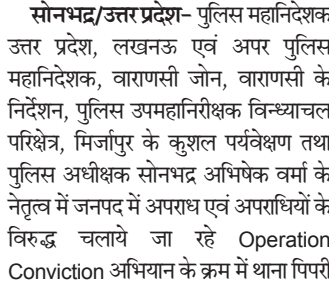 सोनभद्र/उत्तर प्रदेश– पुलिस महानिदेशक
उत्तर प्रदेश, लखनऊ एवं अपर पुलिस
महानिदेशक, वाराणसी जोन, वाराणसी के
निर्देशन, पुलिस उपमहानिरीक्षक विन्ध्याचल
परिक्षेत्र, मिर्जापुर के कुशल पर्यवेक्षण तथा
पुलिस अधीक्षक सोनभद्र अभिषेक वर्मा के
नेतृत्व में जनपद में अपराध एवं अपराधियों के
विरुद्ध चलाये जा रहे Operation
Conviction अभियान के क्रम में थाना पिपरी